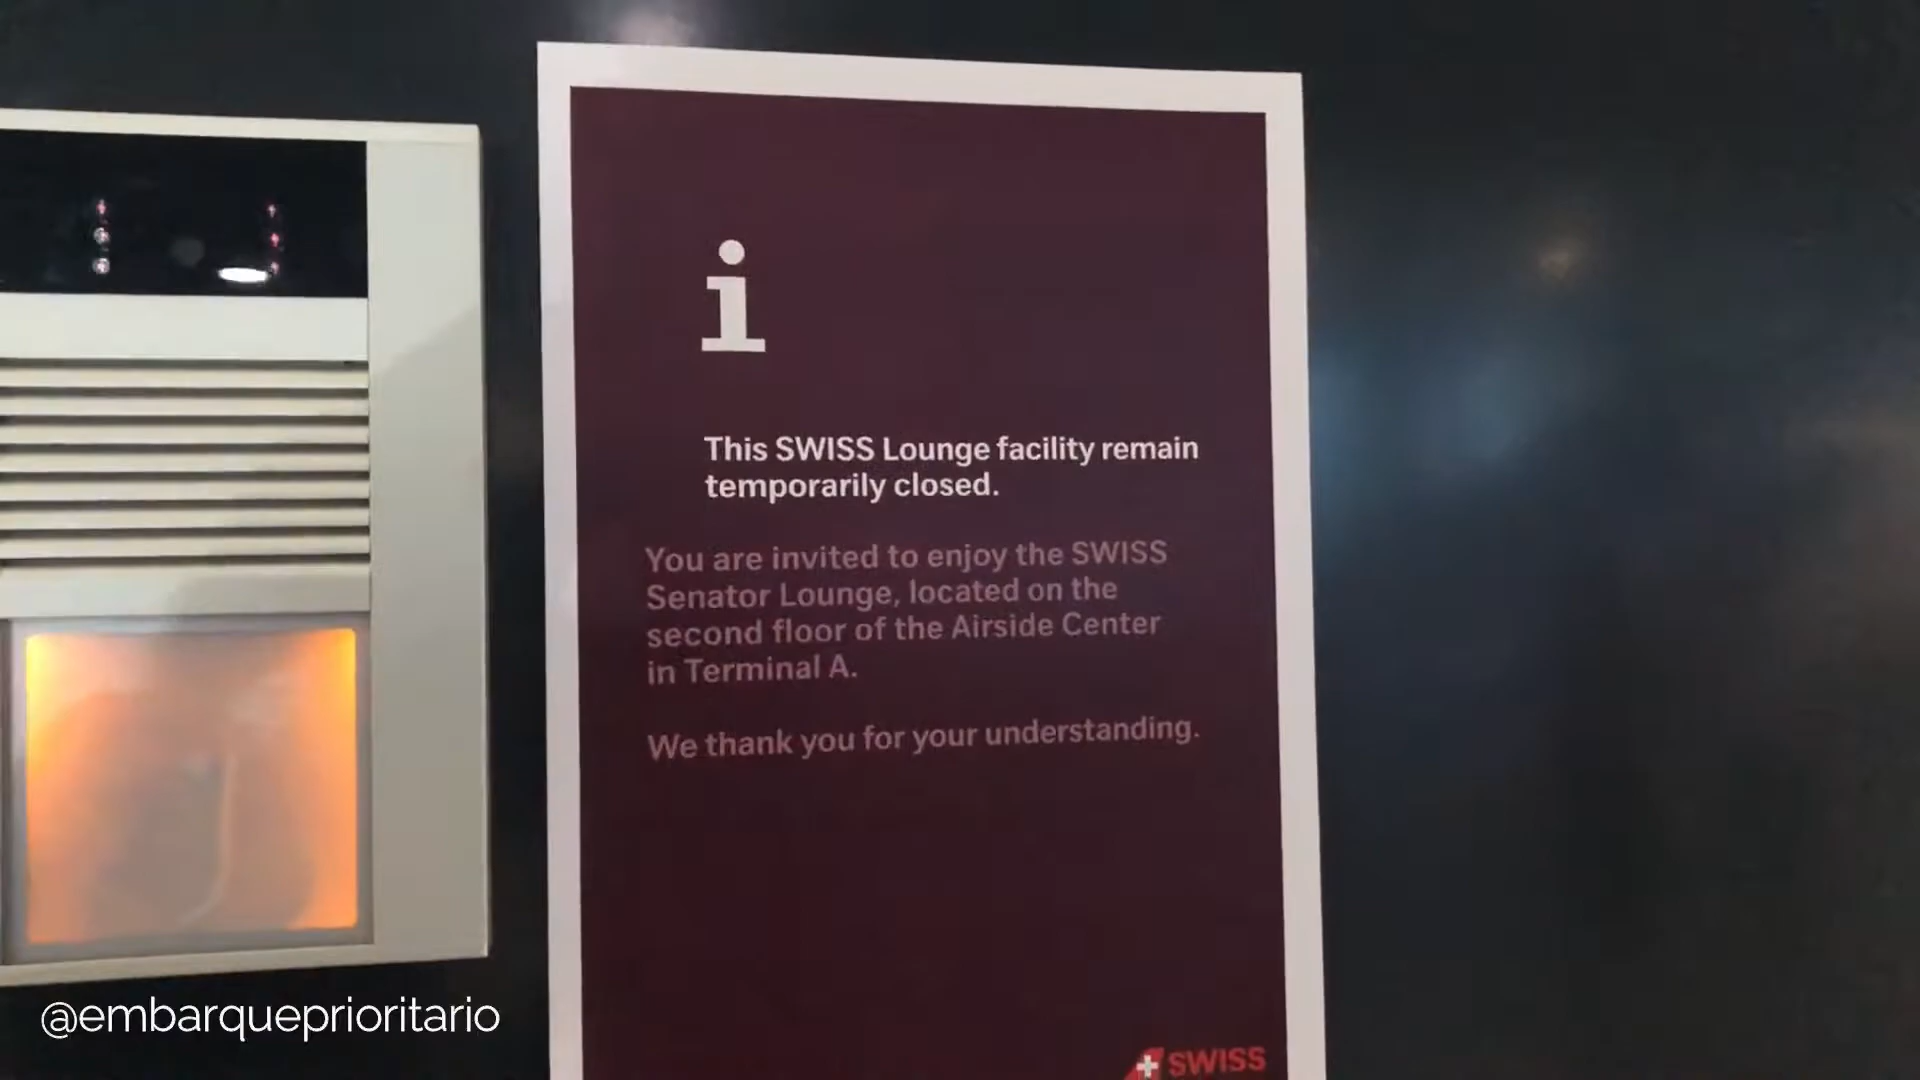 i
This SWISS Lounge facility remain
temporarily closed.
You are invited to enjoy the SWISS
Senator Lounge, located on the
second floor of the Airside Center
in Terminal A.
We thank you for your understanding.
SWISS
@embarqueprioritario